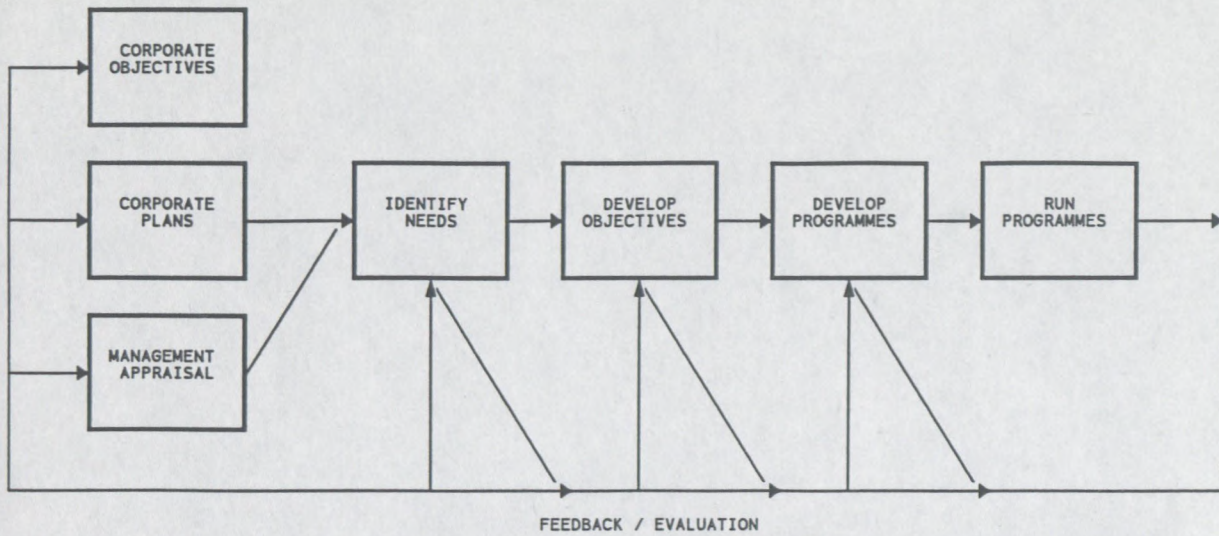 CORPORATE
OBJECTIVES
CORPORATE
PLANS
IDENTIFY
NEEDS
DEVELOP
OBJECTIVES
DEVELOP
PROGRAMMES
RUN
PROGRAMMES
MANAGEMENT
APPRAISAL
FEEDBACK / EVALUATION